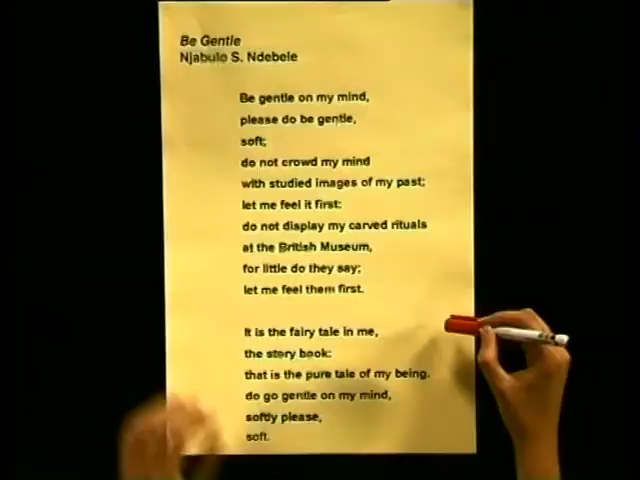 Be Gentle
Njabulo S. Ndebele
Be gentle on my mind,
please do be gentle,
soft;
do not crowd my mind
with studied images of my past;
let me feel it first:
do not display my carved rituals
at the British Museum,
for little do they say;
let me feel them first.
It is the fairy tale in me,
the story book:
that is the pure tale of my being.
do go gentle on my mind,
softly please,
soft.